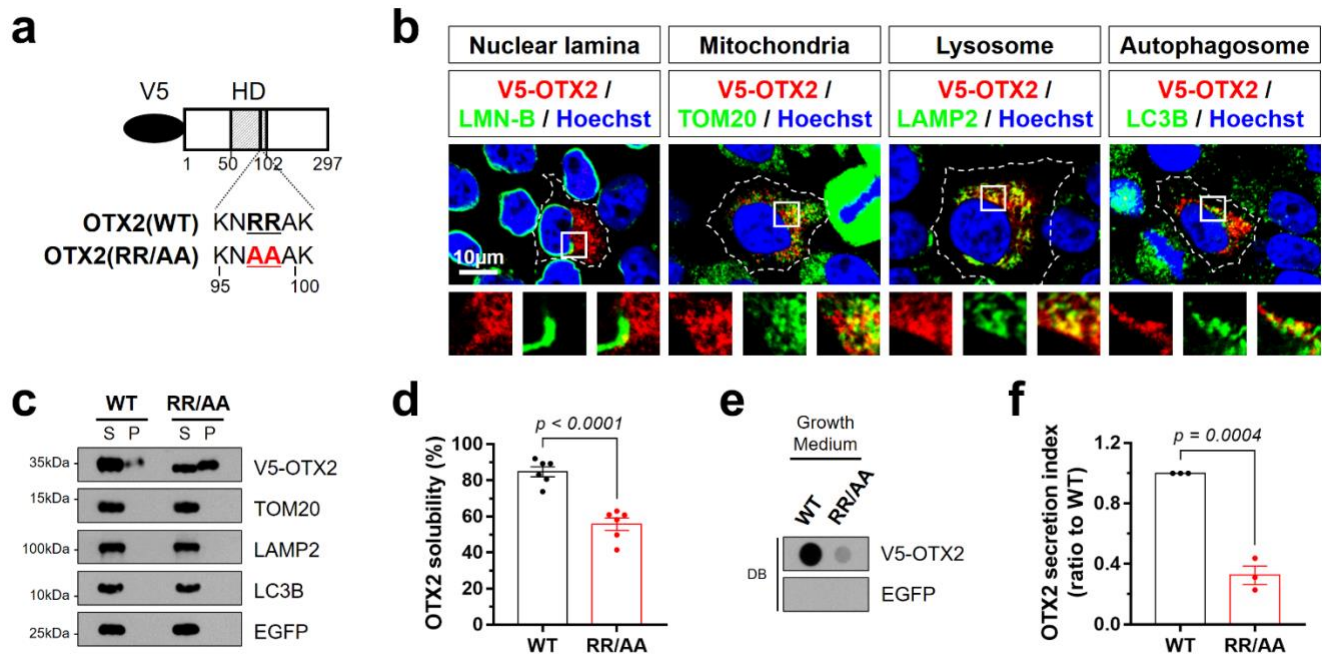 a
V5
HD
1 50 102 297
OTX2(WT) KNRRAK
OTX2(RR/AA) KNAAAK
95 100
b
Nuclear lamina
V5-OTX2 /
LMN-B / Hoechst
10μm
Mitochondria
V5-OTX2 /
TOM20 / Hoechst
Lysosome
V5-OTX2 /
LAMP2 / Hoechst
Autophagosome
V5-OTX2 /
LC3B / Hoechst
c
WT RR/AA
S P S P
35kDa V5-OTX2
15kDa TOM20
100kDa LAMP2
10kDa LC3B
25kDa EGFP
d
p < 0.0001
OTX2 solubility (%)
100
80
60
40
20
0
WT RR/AA
e
Growth
Medium
WT RR/AA
DB
V5-OTX2
EGFP
f
p = 0.0004
OTX2 secretion index
(ratio to WT)
1.2
0.8
0.4
0.0
WT RR/AA